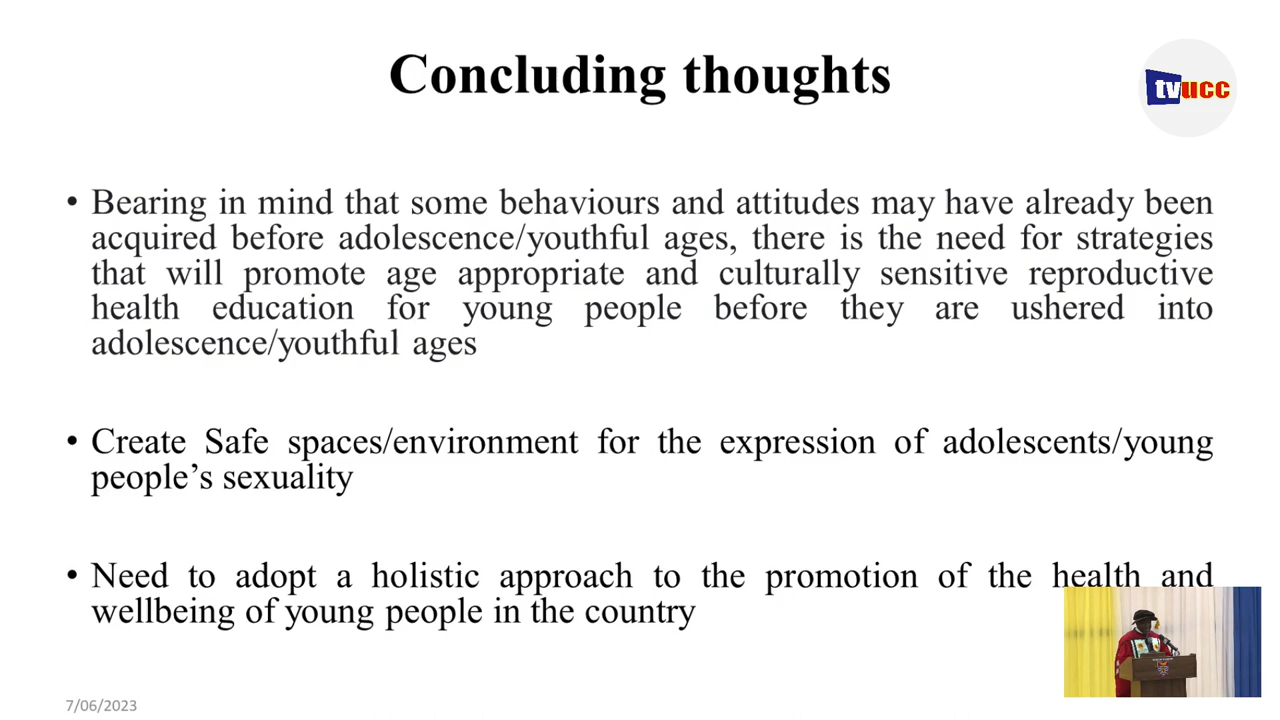 Concluding thoughts
tvucc
• Bearing in mind that some behaviours and attitudes may have already been
acquired before adolescence/youthful ages, there is the need for strategies
that will promote age appropriate and culturally sensitive reproductive
health education for young people before they are ushered into
adolescence/youthful ages
• Create Safe spaces/environment for the expression of adolescents/young
people’s sexuality
• Need to adopt a holistic approach to the promotion of the health and
wellbeing of young people in the country
7/06/2023